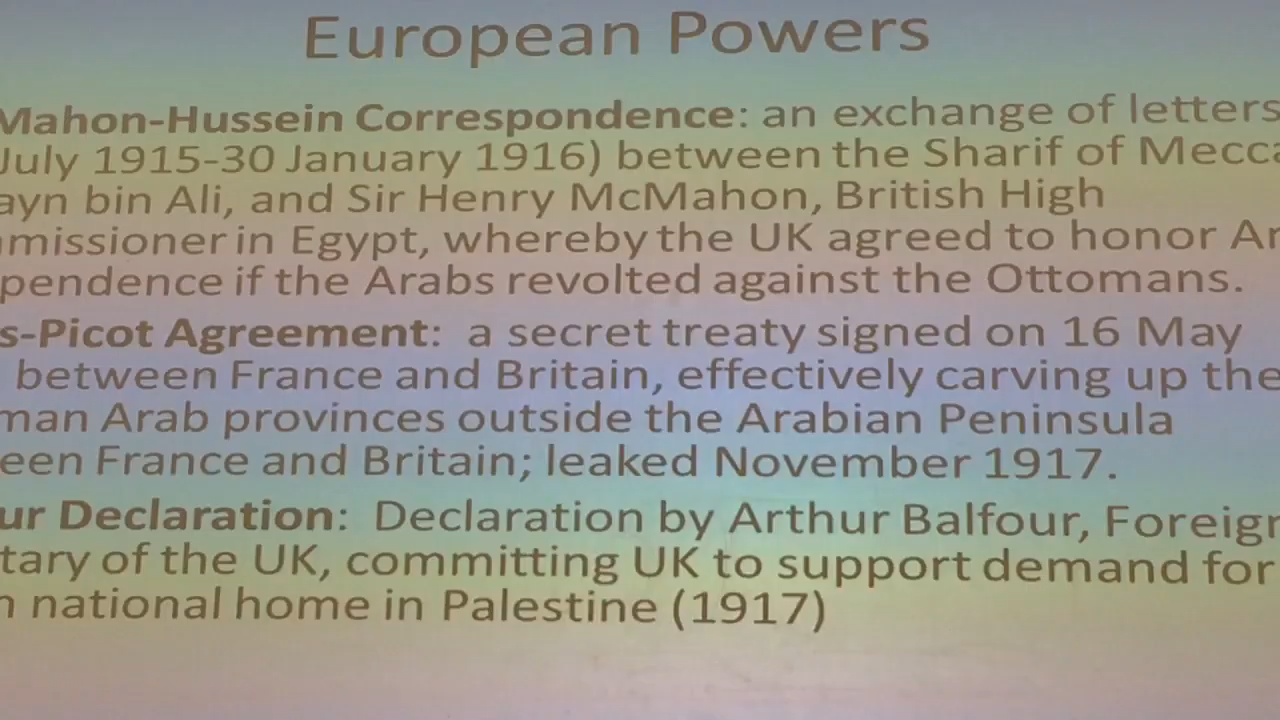 European Powers
Mahon-Hussein Correspondence: an exchange of letters
July 1915-30 January 1916) between the Sharif of Mecca
ayn bin Ali, and Sir Henry McMahon, British High
missioner in Egypt, whereby the UK agreed to honor Ar
pendence if the Arabs revolted against the Ottomans.
s-Picot Agreement: a secret treaty signed on 16 May
between France and Britain, effectively carving up the
man Arab provinces outside the Arabian Peninsula
een France and Britain; leaked November 1917.
ur Declaration: Declaration by Arthur Balfour, Foreign
tary of the UK, committing UK to support demand for
n national home in Palestine (1917)